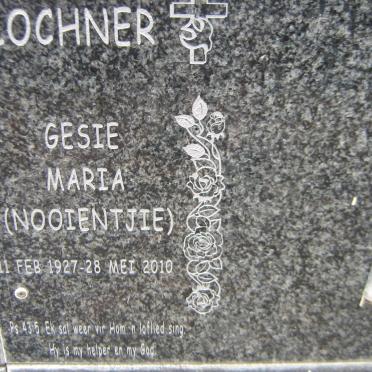 LOCHNER
GESIE
MARIA
(NOOIENTJIE)
11 FEB 1927-28 MEI 2010
Ps 43:5. Ek sal weer vir Hom 'n loflied sing.
Hy is my helper en my God.